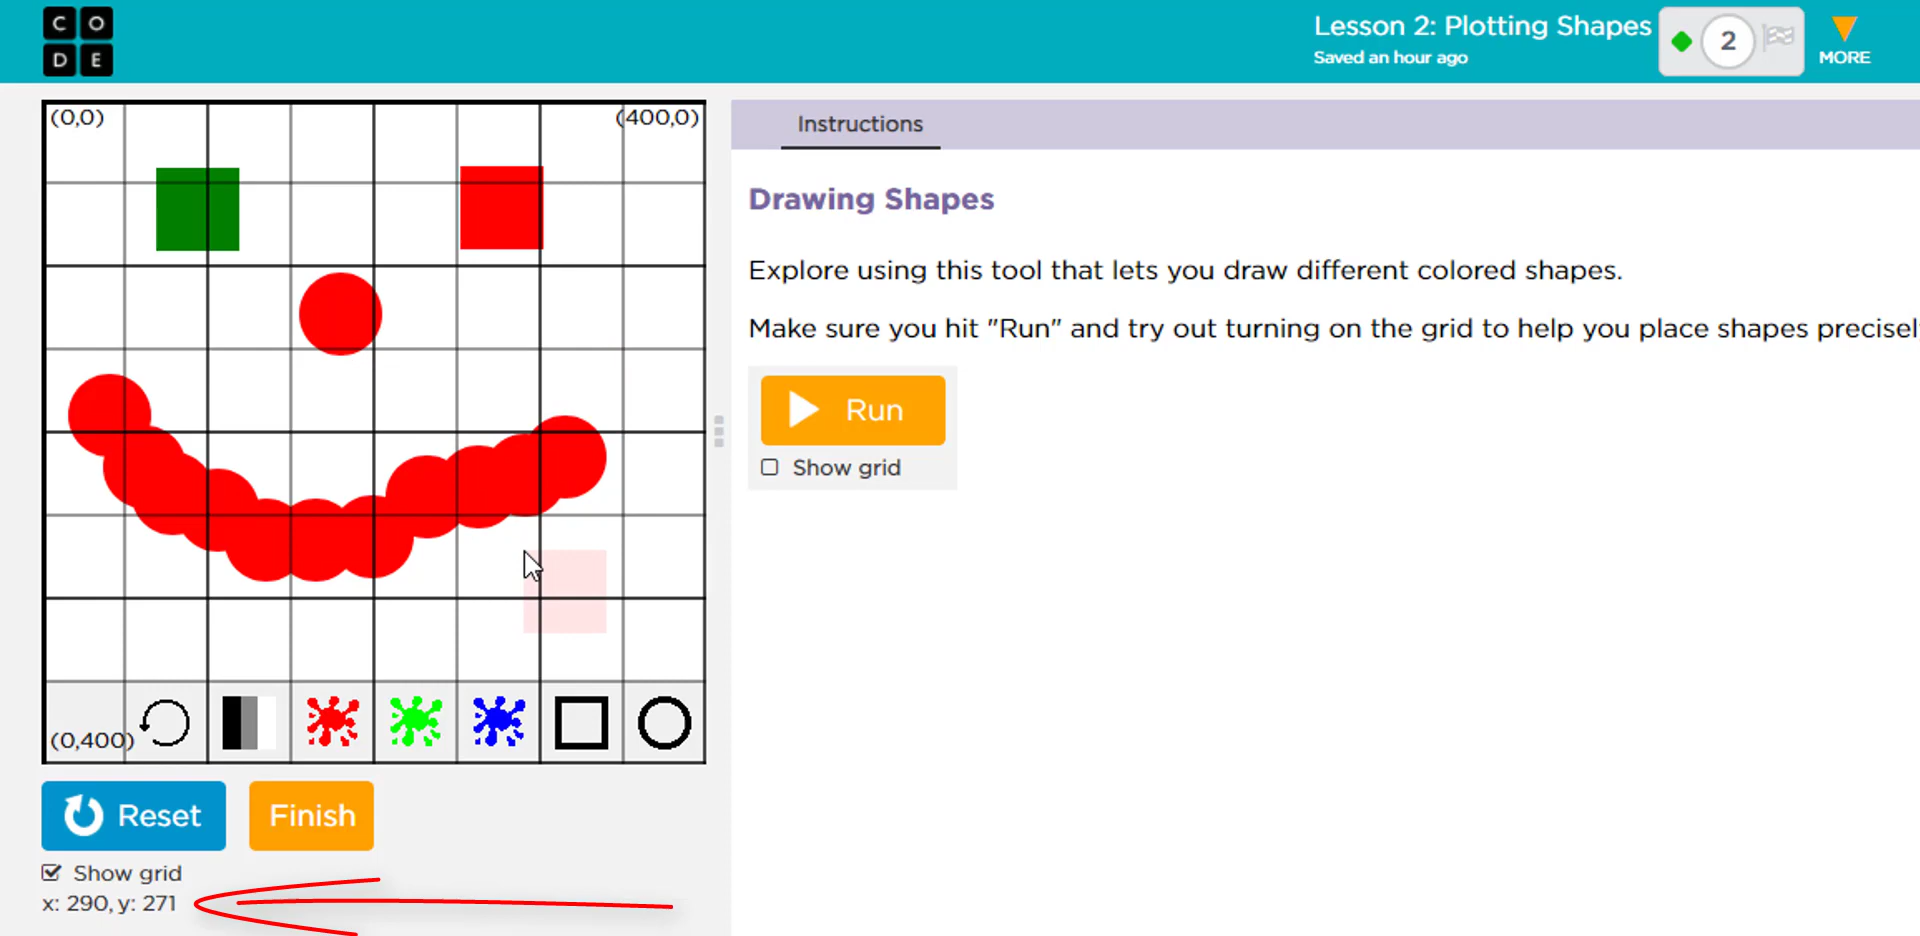 C O
D E
Lesson 2: Plotting Shapes
Saved an hour ago
2
MORE
(0,0)
(400,0)
(0,400)
Reset
Finish
Show grid
x: 290, y: 271
Instructions
Drawing Shapes
Explore using this tool that lets you draw different colored shapes.
Make sure you hit "Run" and try out turning on the grid to help you place shapes precisely
Run
Show grid